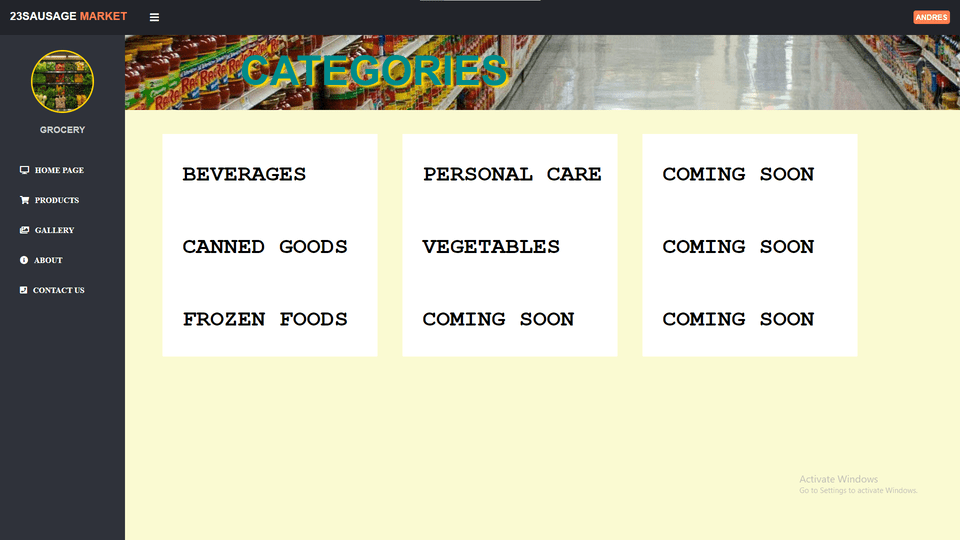 23SAUSAGE MARKET
ANDRES
CATEGORIES
GROCERY
HOME PAGE
PRODUCTS
GALLERY
ABOUT
CONTACT US
BEVERAGES
CANNED GOODS
FROZEN FOODS
PERSONAL CARE
VEGETABLES
COMING SOON
COMING SOON
COMING SOON
COMING SOON
Activate Windows
Go to Settings to activate Windows.